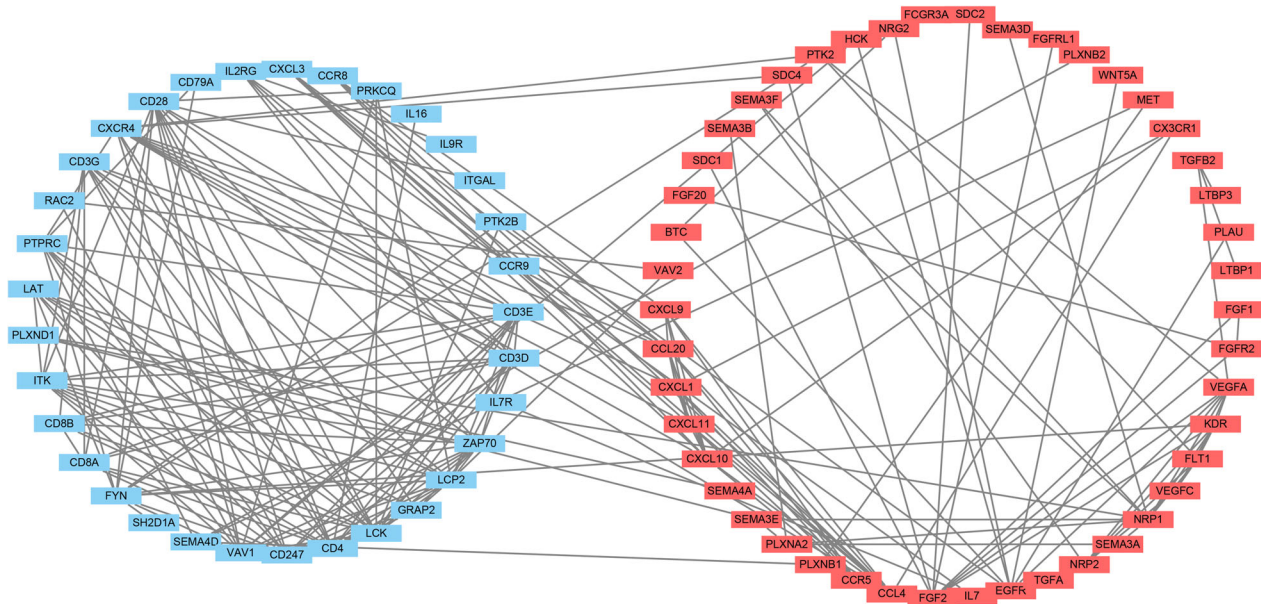 FCGR3A
SDC2
NRG2
SEMA3D
HCK
FGFRL1
PTK2
PLXNB2
SDC4
WNT5A
SEMA3F
MET
SEMA3B
CX3CR1
SDC1
TGFB2
FGF20
LTBP3
BTC
PLAU
VAV2
LTBP1
CXCL9
FGF1
CCL20
FGFR2
CXCL1
VEGFA
CXCL11
KDR
CXCL10
FLT1
SEMA4A
VEGFC
SEMA3E
NRP1
PLXNA2
SEMA3A
PLXNB1
NRP2
CCR5
TGFA
CCL4
EGFR
FGF2
IL7
CXCL3
IL2RG
CCR8
CD79A
PRKCQ
CD28
IL16
CXCR4
IL9R
CD3G
ITGAL
RAC2
PTK2B
PTPRC
CCR9
LAT
CD3E
PLXND1
CD3D
ITK
IL7R
CD8B
ZAP70
CD8A
LCP2
FYN
GRAP2
SH2D1A
LCK
SEMA4D
CD4
VAV1
CD247